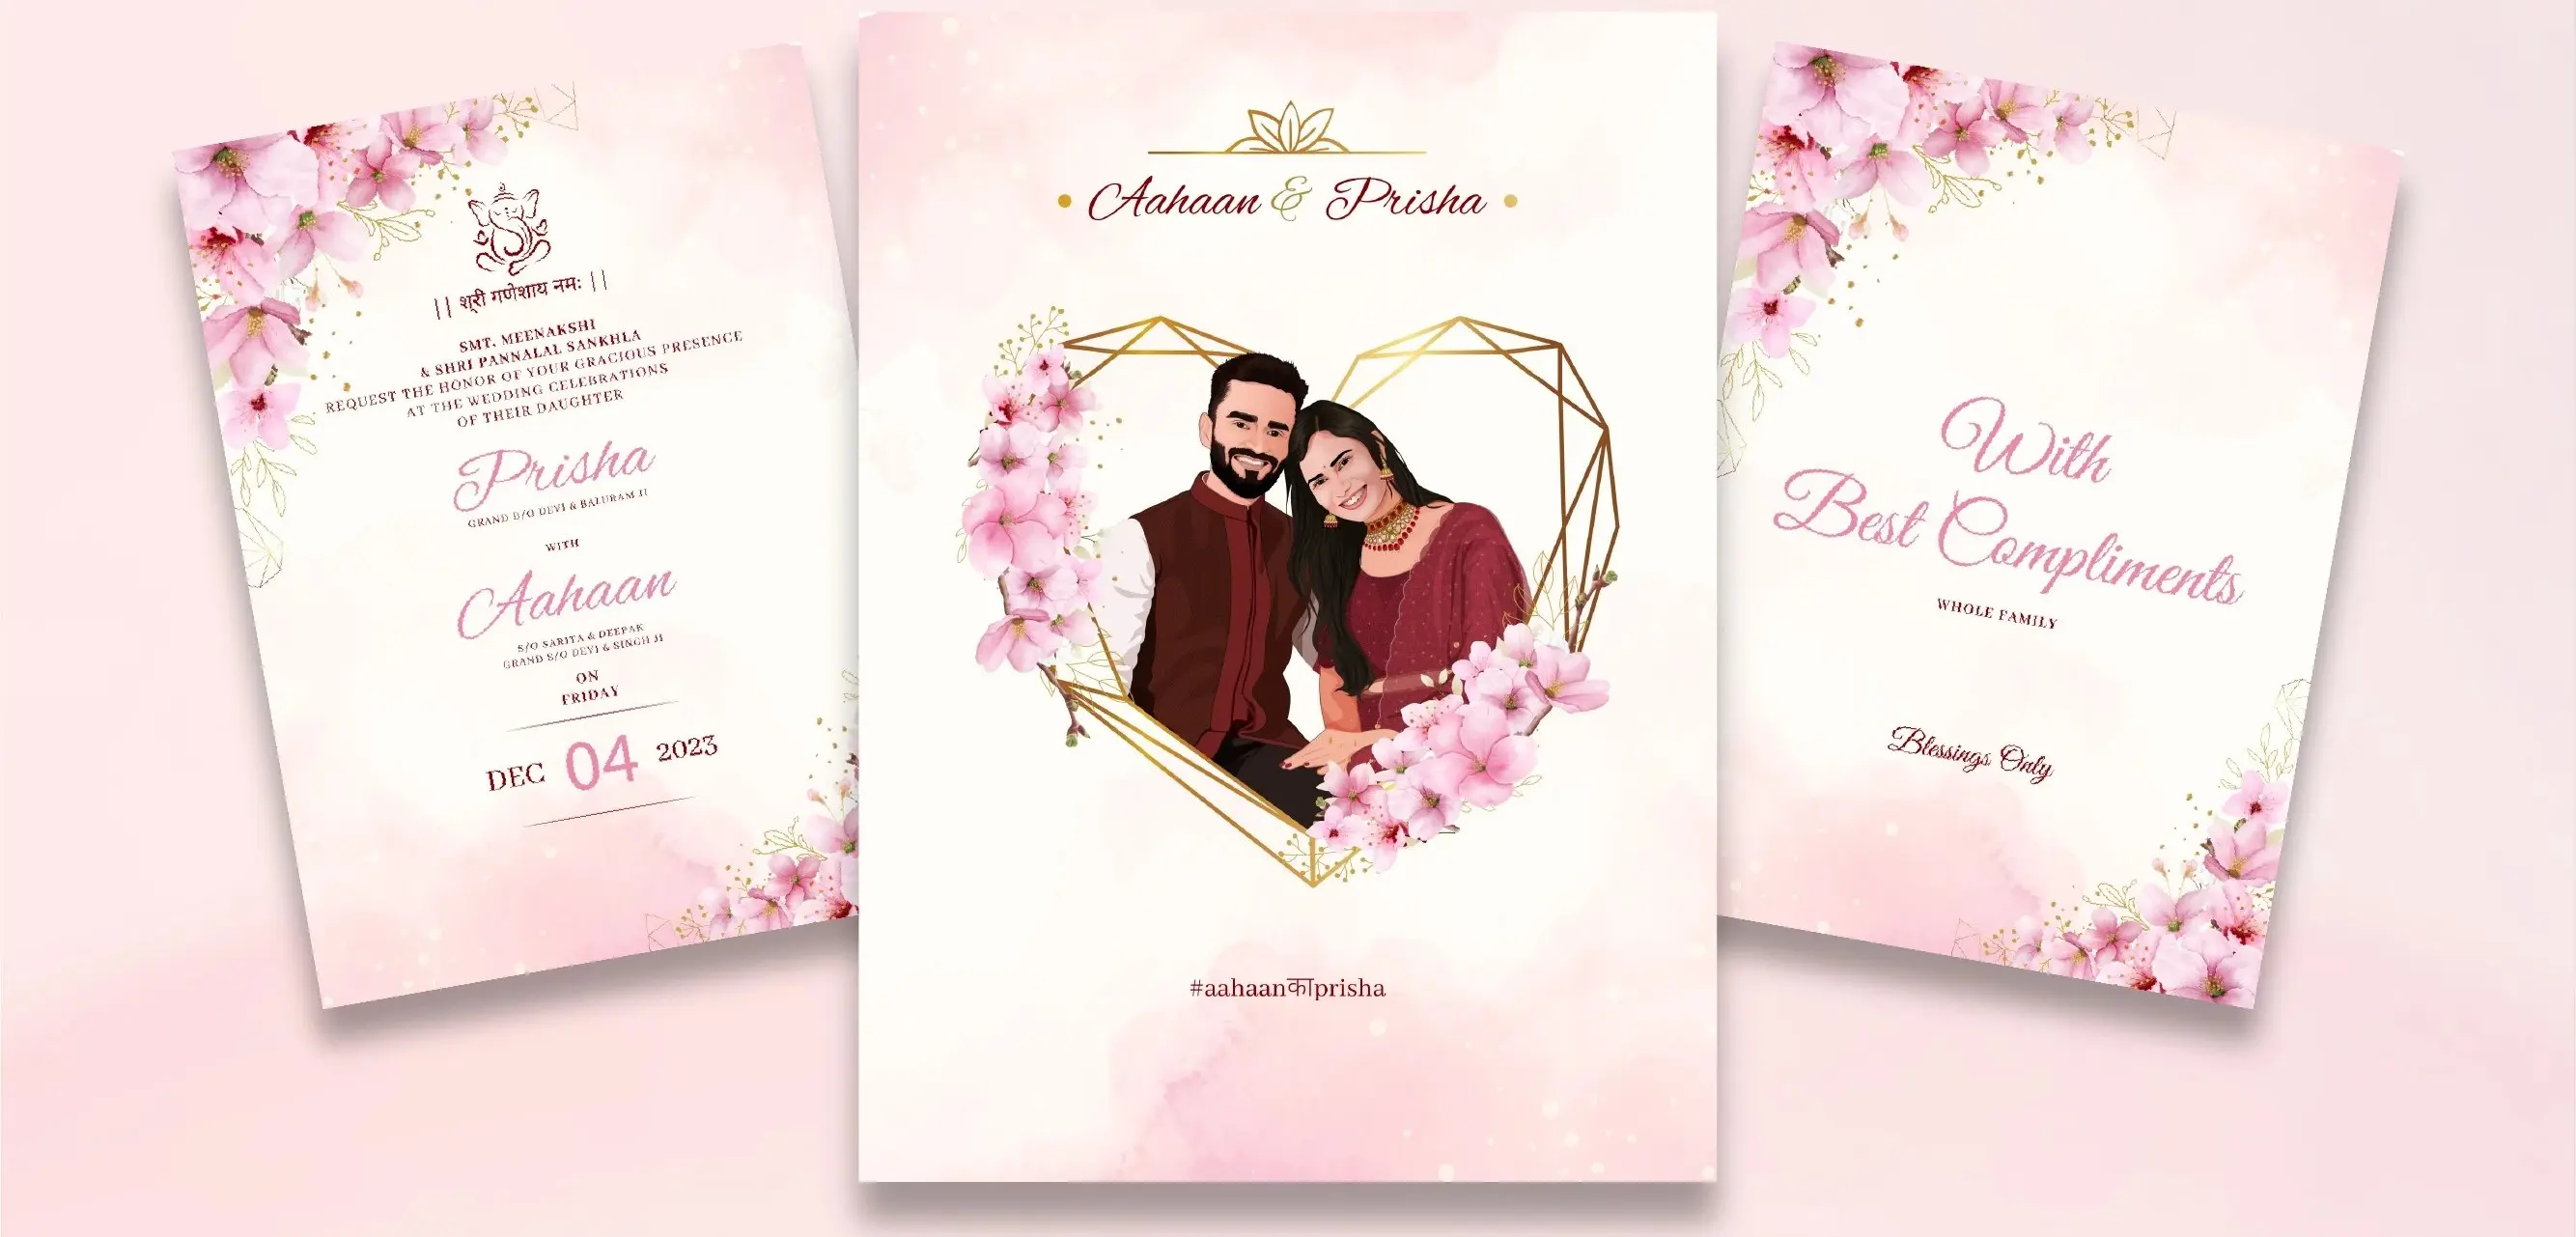 || श्री गणेशाय नमः ||
SMT. MEENAKSHI
& SHRI PANNALAL SANKHLA
REQUEST THE HONOR OF YOUR GRACIOUS PRESENCE
AT THE WEDDING CELEBRATIONS
OF THEIR DAUGHTER
Prisha
GRAND D/O DEVI & BALURAM JI
WITH
Aahaan
S/O SARITA & DEEPAK
GRAND S/O DEVI & SINGH JI
ON
FRIDAY
DEC 04 2023
Aahaan & Prisha
#aahaanकाprisha
With
Best Compliments
WHOLE FAMILY
Blessings Only